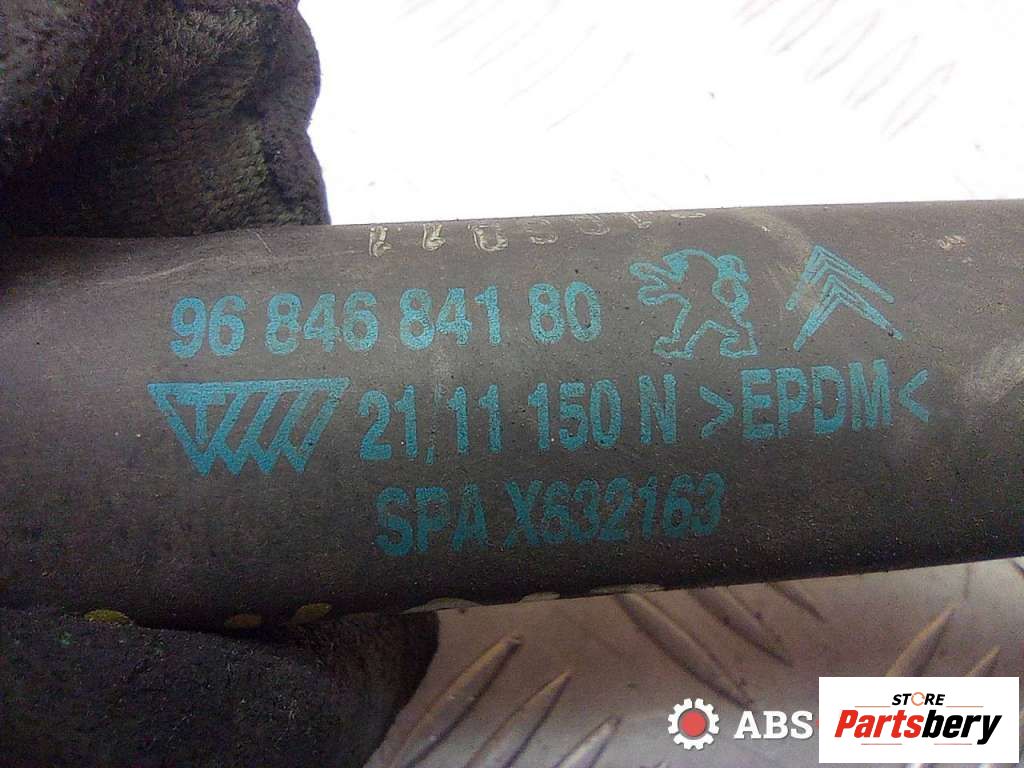 96 846 841 80
21,11 150 N >EPDM<
SPA X632163
ABS
STORE
Partsbery